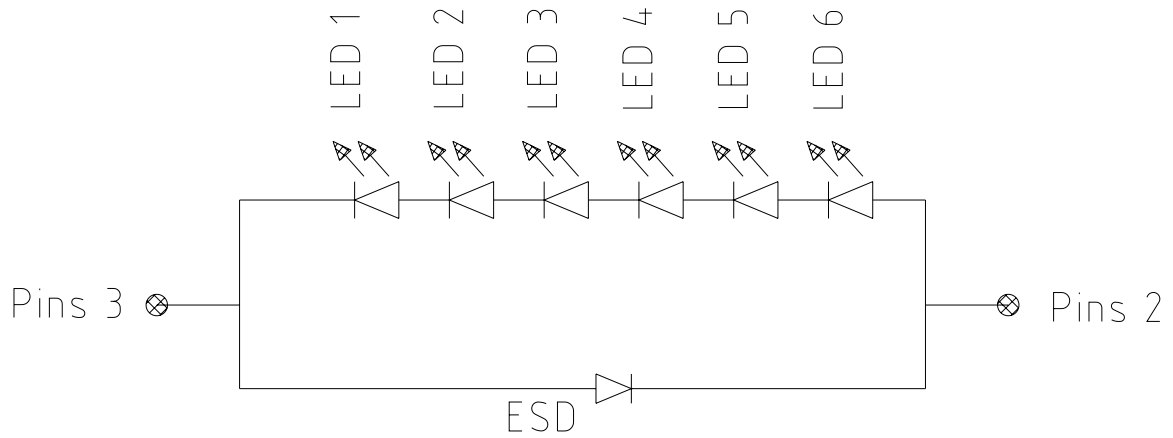 LED 1
LED 2
LED 3
LED 4
LED 5
LED 6
Pins 3
Pins 2
ESD